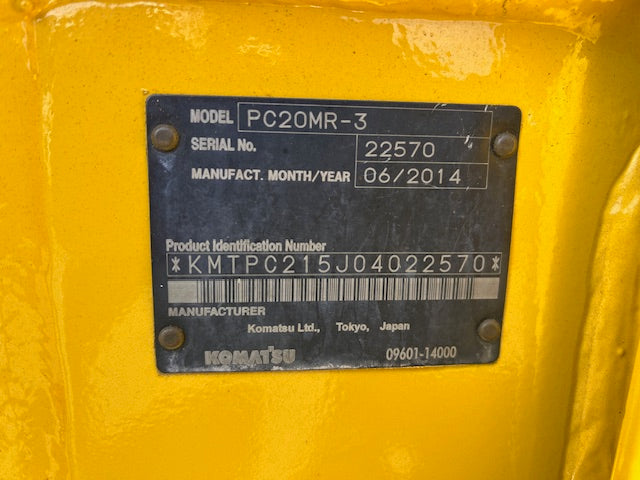 MODEL PC20MR-3
SERIAL No. 22570
MANUFACT. MONTH/YEAR 06/2014
Product Identification Number
*KMTPC215J04022570*
MANUFACTURER
Komatsu Ltd., Tokyo, Japan
KOMATSU 09601-14000